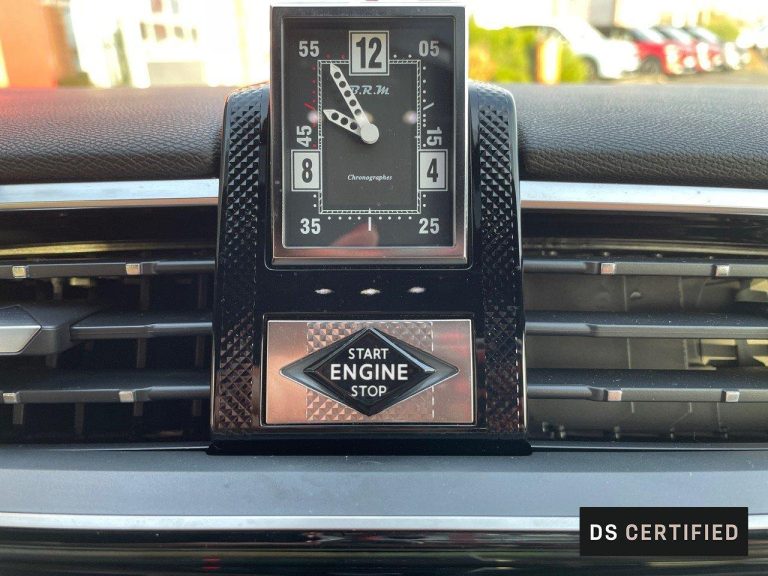 55 12 05
B.R.M
45 15
8 4
Chronographes
35 25
START
ENGINE
STOP
DS CERTIFIED